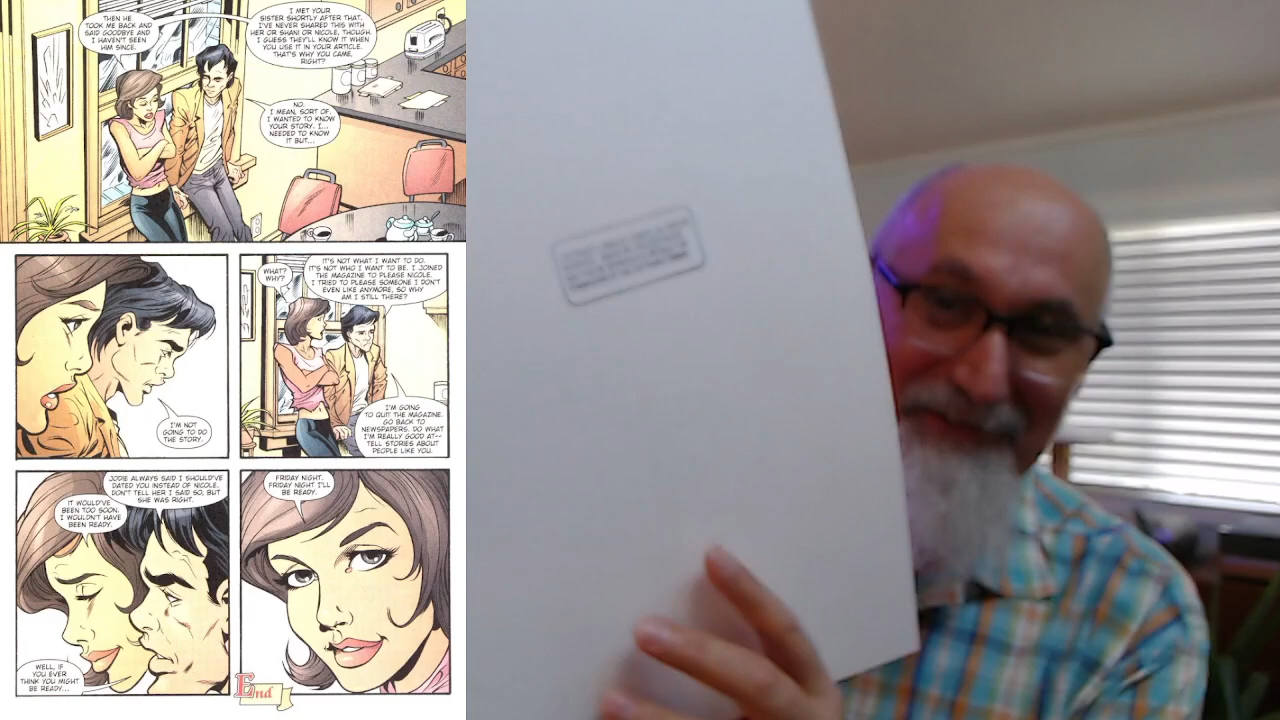 THEN HE
TOOK ME BACK AND
SAID GOODBYE AND
I HAVEN'T SEEN
HIM SINCE.
I MET YOUR
SISTER SHORTLY AFTER THAT.
I'VE NEVER SHARED THIS WITH
HER OR SHANI OR NICOLE, THOUGH.
I GUESS THEY'LL KNOW IT WHEN
YOU USE IT IN YOUR ARTICLE.
THAT'S WHY YOU CAME,
RIGHT?
NO.
I MEAN, SORT OF.
I WANTED TO KNOW
YOUR STORY. I...
NEEDED TO KNOW
IT BUT...
I'M NOT
GOING TO DO
THE STORY.
WHAT?
WHY?
IT'S NOT WHAT I WANT TO DO.
IT'S NOT WHO I WANT TO BE. I JOINED
THE MAGAZINE TO PLEASE NICOLE.
I TRIED TO PLEASE SOMEONE I DON'T
EVEN LIKE ANYMORE, SO WHY
AM I STILL THERE?
I'M GOING
TO QUIT THE MAGAZINE.
GO BACK TO
NEWSPAPERS. DO WHAT
I'M REALLY GOOD AT--
TELL STORIES ABOUT
PEOPLE LIKE YOU.
JODIE ALWAYS SAID I SHOULD'VE
DATED YOU INSTEAD OF NICOLE.
DON'T TELL HER I SAID SO, BUT
SHE WAS RIGHT.
IT WOULD'VE
BEEN TOO SOON.
I WOULDN'T HAVE
BEEN READY.
WELL, IF
YOU EVER
THINK YOU MIGHT
BE READY...
FRIDAY NIGHT.
FRIDAY NIGHT I'LL
BE READY.
End